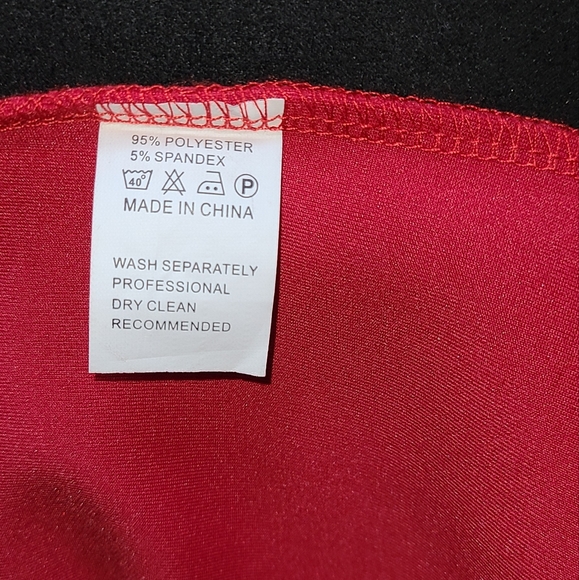 95% POLYESTER
5% SPANDEX
40° P
MADE IN CHINA
WASH SEPARATELY
PROFESSIONAL
DRY CLEAN
RECOMMENDED